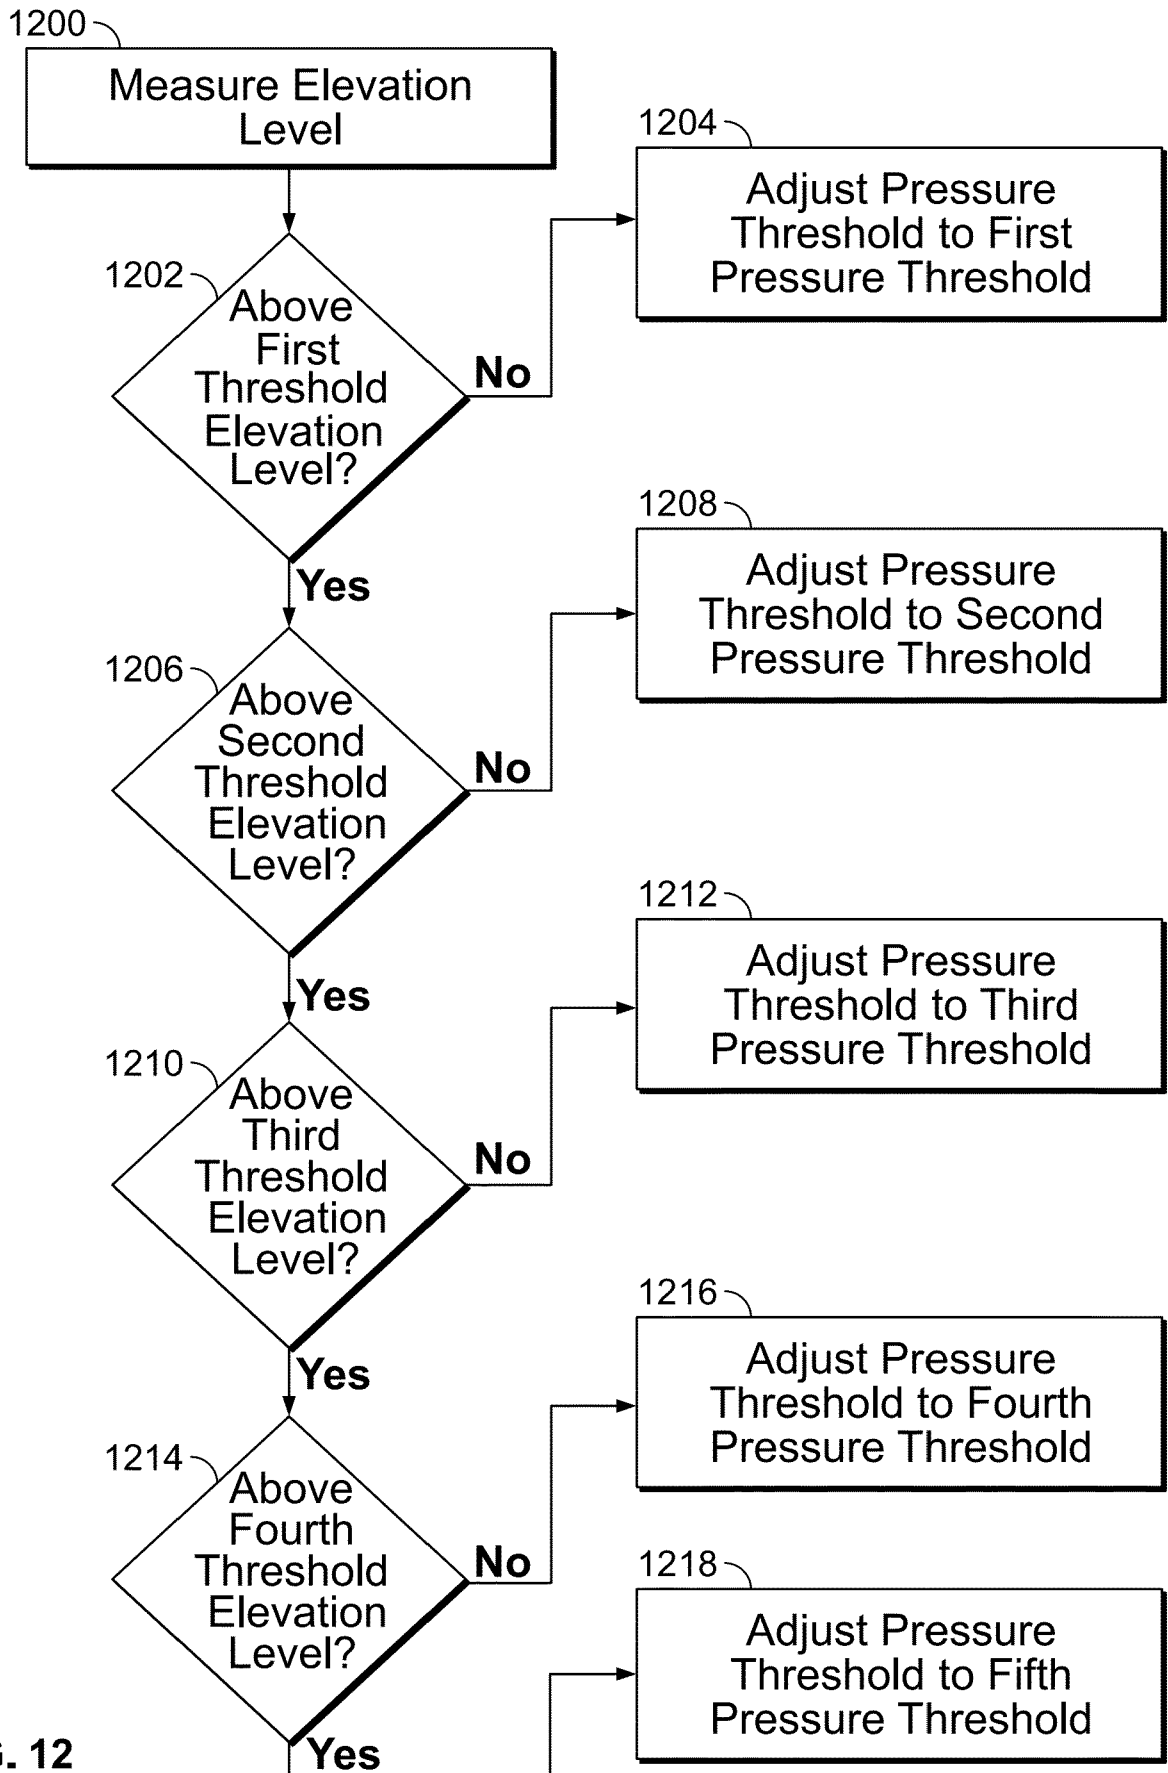 1200
Measure Elevation
Level
1204
Adjust Pressure
Threshold to First
Pressure Threshold
1202
Above
First
Threshold
Elevation
Level?
No
Yes
1208
Adjust Pressure
Threshold to Second
Pressure Threshold
1206
Above
Second
Threshold
Elevation
Level?
No
Yes
1212
Adjust Pressure
Threshold to Third
Pressure Threshold
1210
Above
Third
Threshold
Elevation
Level?
No
Yes
1216
Adjust Pressure
Threshold to Fourth
Pressure Threshold
1214
Above
Fourth
Threshold
Elevation
Level?
No
Yes
1218
Adjust Pressure
Threshold to Fifth
Pressure Threshold
. 12